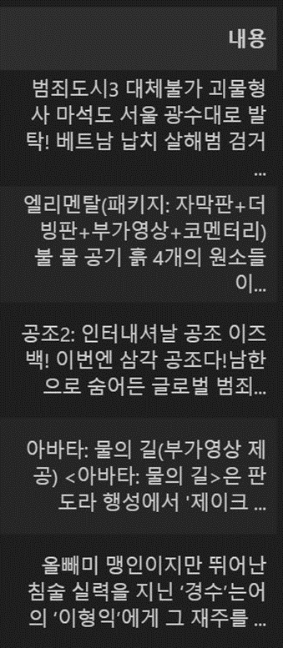 내용
범죄도시3 대체불가 괴물형
사 마석도 서울 광수대로 발
탁! 베트남 납치 살해범 검거
...
엘리멘탈(패키지: 자막판+더
빙판+부가영상+코멘터리)
불 물 공기 흙 4개의 원소들
이...
공조2: 인터내셔날 공조 이즈
백! 이번엔 삼각 공조다!남한
으로 숨어든 글로벌 범죄...
아바타: 물의 길(부가영상 제
공) <아바타: 물의 길>은 판
도라 행성에서 '제이크 ...
올빼미 맹인이지만 뛰어난
침술 실력을 지닌 ‘경수’는어
의 ‘이형익’에게 그 재주를 ...